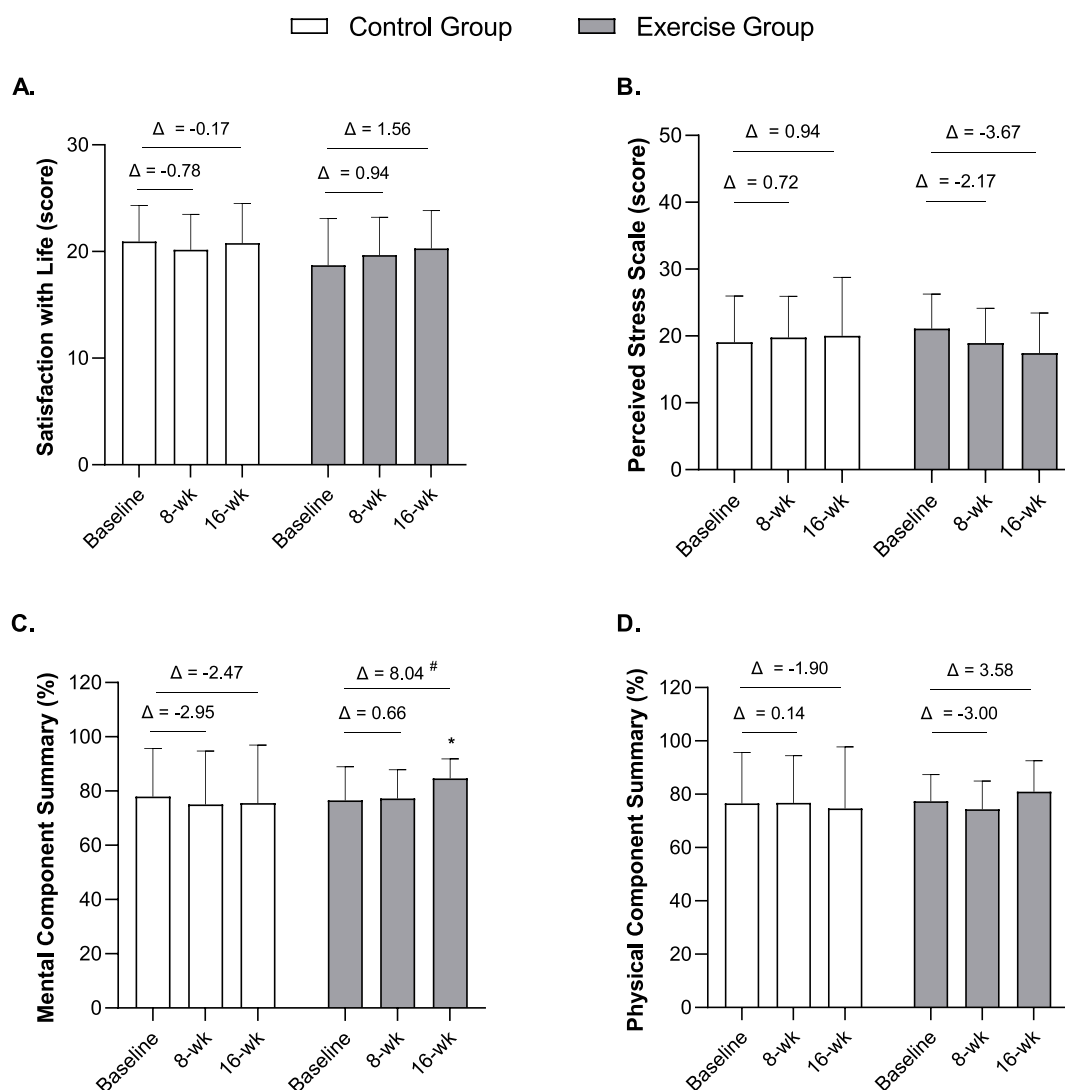 Control Group Exercise Group
A.
Δ = -0.17 Δ = 1.56
Δ = -0.78 Δ = 0.94
Satisfaction with Life (score)
30
20
10
0
Baseline 8-wk 16-wk Baseline 8-wk 16-wk
B.
Δ = 0.94 Δ = -3.67
Δ = 0.72 Δ = -2.17
Perceived Stress Scale (score)
50
40
30
20
10
0
Baseline 8-wk 16-wk Baseline 8-wk 16-wk
C.
Δ = -2.47 Δ = 8.04 #
Δ = -2.95 Δ = 0.66
*
Mental Component Summary (%)
120
100
80
60
40
20
0
Baseline 8-wk 16-wk Baseline 8-wk 16-wk
D.
Δ = -1.90 Δ = 3.58
Δ = 0.14 Δ = -3.00
Physical Component Summary (%)
120
100
80
60
40
20
0
Baseline 8-wk 16-wk Baseline 8-wk 16-wk